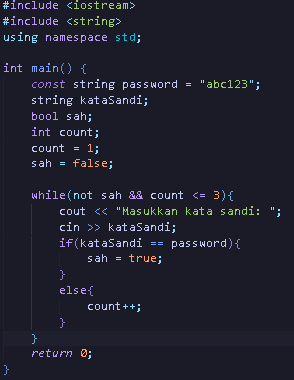 #include <iostream>
#include <string>
using namespace std;

int main() {
    const string password = "abc123";
    string kataSandi;
    bool sah;
    int count;
    count = 1;
    sah = false;

    while(not sah && count <= 3){
        cout << "Masukkan kata sandi: ";
        cin >> kataSandi;
        if(kataSandi == password){
            sah = true;
        }
        else{
            count++;
        }
    }
    return 0;
}